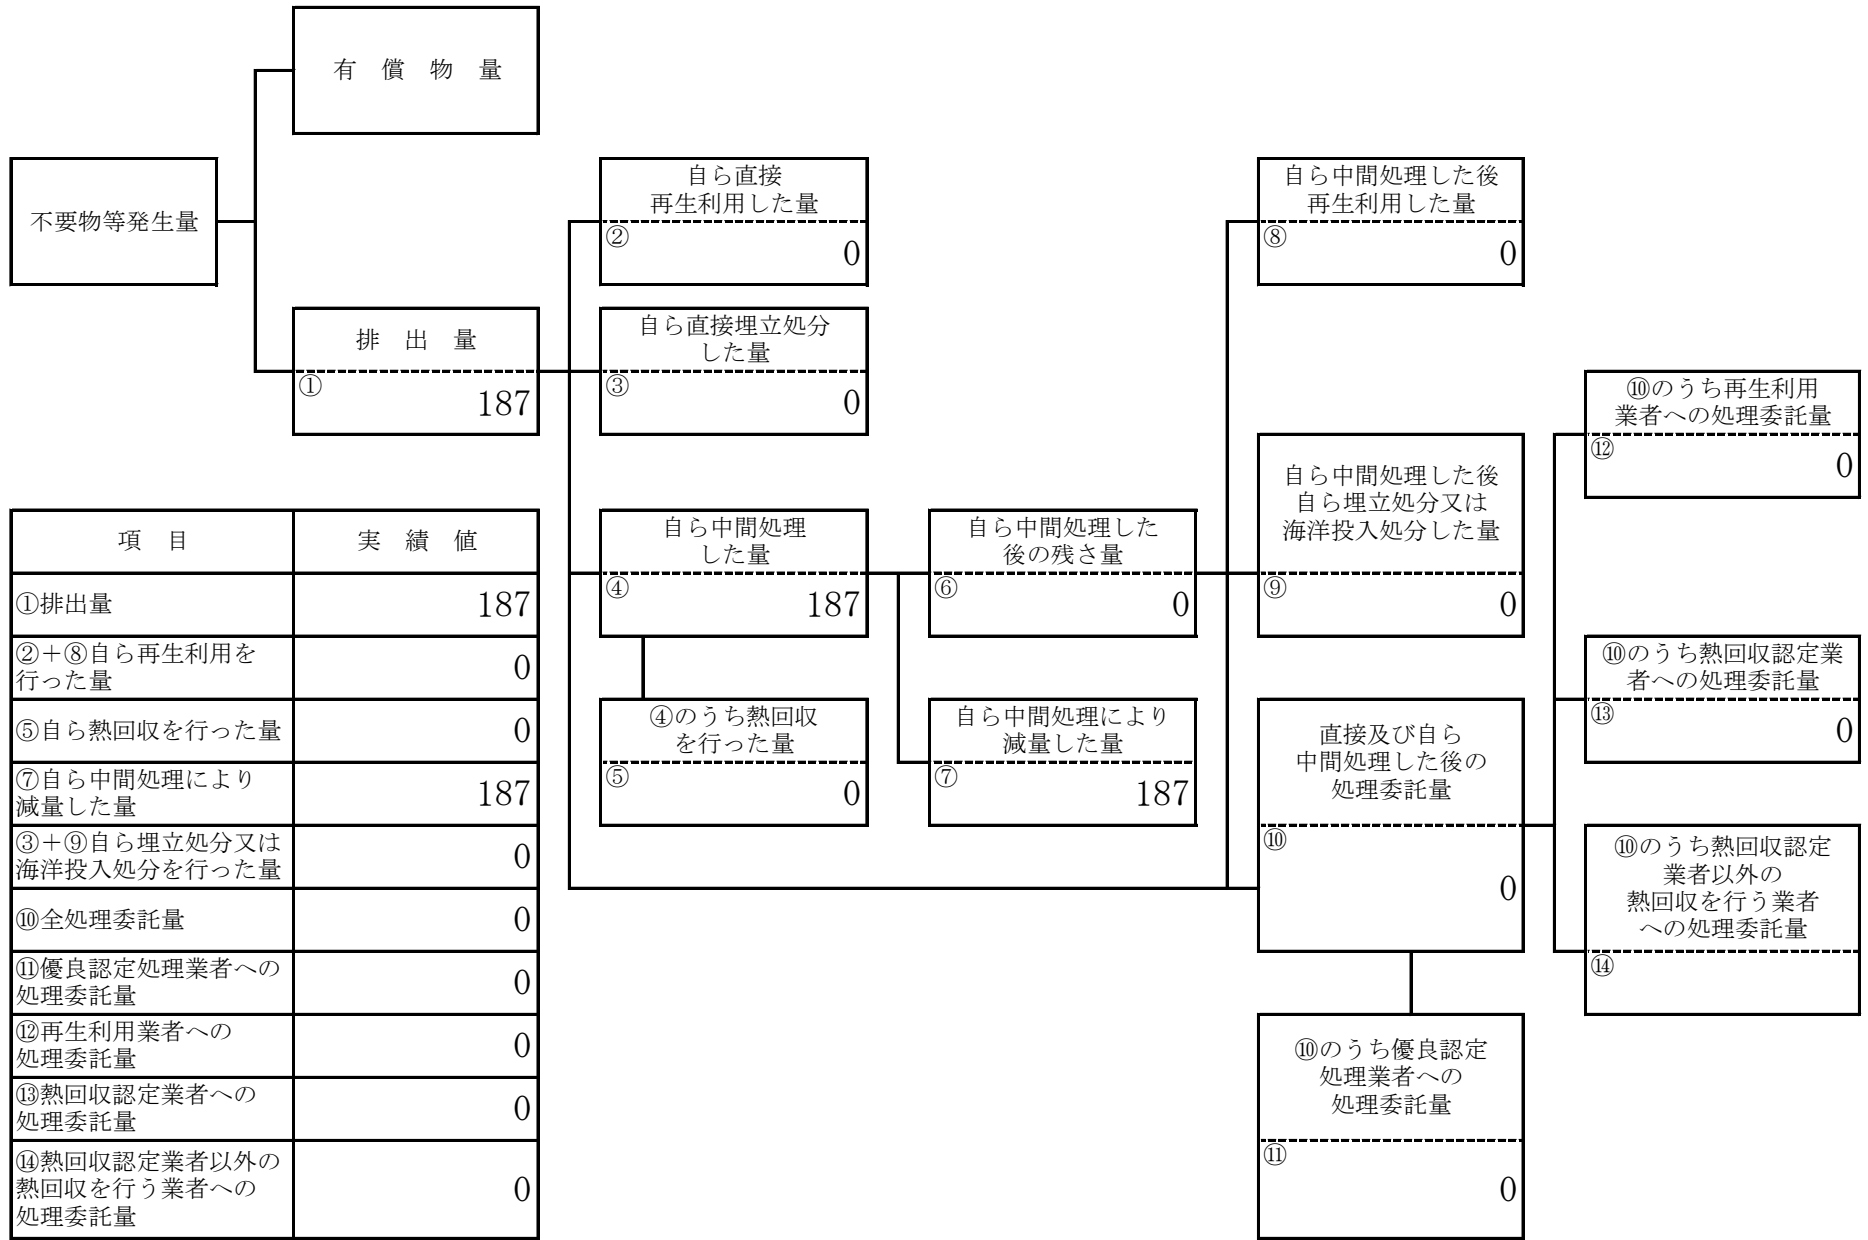 有　償　物　量
不要物等発生量
排　出　量
①
187
自ら直接
再生利用した量
②
0
自ら直接埋立処分
した量
③
0
自ら中間処理
した量
④
187
④のうち熱回収
を行った量
⑤
0
自ら中間処理した
後の残さ量
⑥
0
自ら中間処理により
減量した量
⑦
187
自ら中間処理した後
再生利用した量
⑧
0
自ら中間処理した後
自ら埋立処分又は
海洋投入処分した量
⑨
0
直接及び自ら
中間処理した後の
処理委託量
⑩
0
⑩のうち優良認定
処理業者への
処理委託量
⑪
0
⑩のうち再生利用
業者への処理委託量
⑫
0
⑩のうち熱回収認定業
者への処理委託量
⑬
0
⑩のうち熱回収認定
業者以外の
熱回収を行う業者
への処理委託量
⑭
項　目　実　績　値
①排出量　187
②＋⑧自ら再生利用を
行った量　0
⑤自ら熱回収を行った量　0
⑦自ら中間処理により
減量した量　187
③＋⑨自ら埋立処分又は
海洋投入処分を行った量　0
⑩全処理委託量　0
⑪優良認定処理業者への
処理委託量　0
⑫再生利用業者への
処理委託量　0
⑬熱回収認定業者への
処理委託量　0
⑭熱回収認定業者以外の
熱回収を行う業者への
処理委託量　0